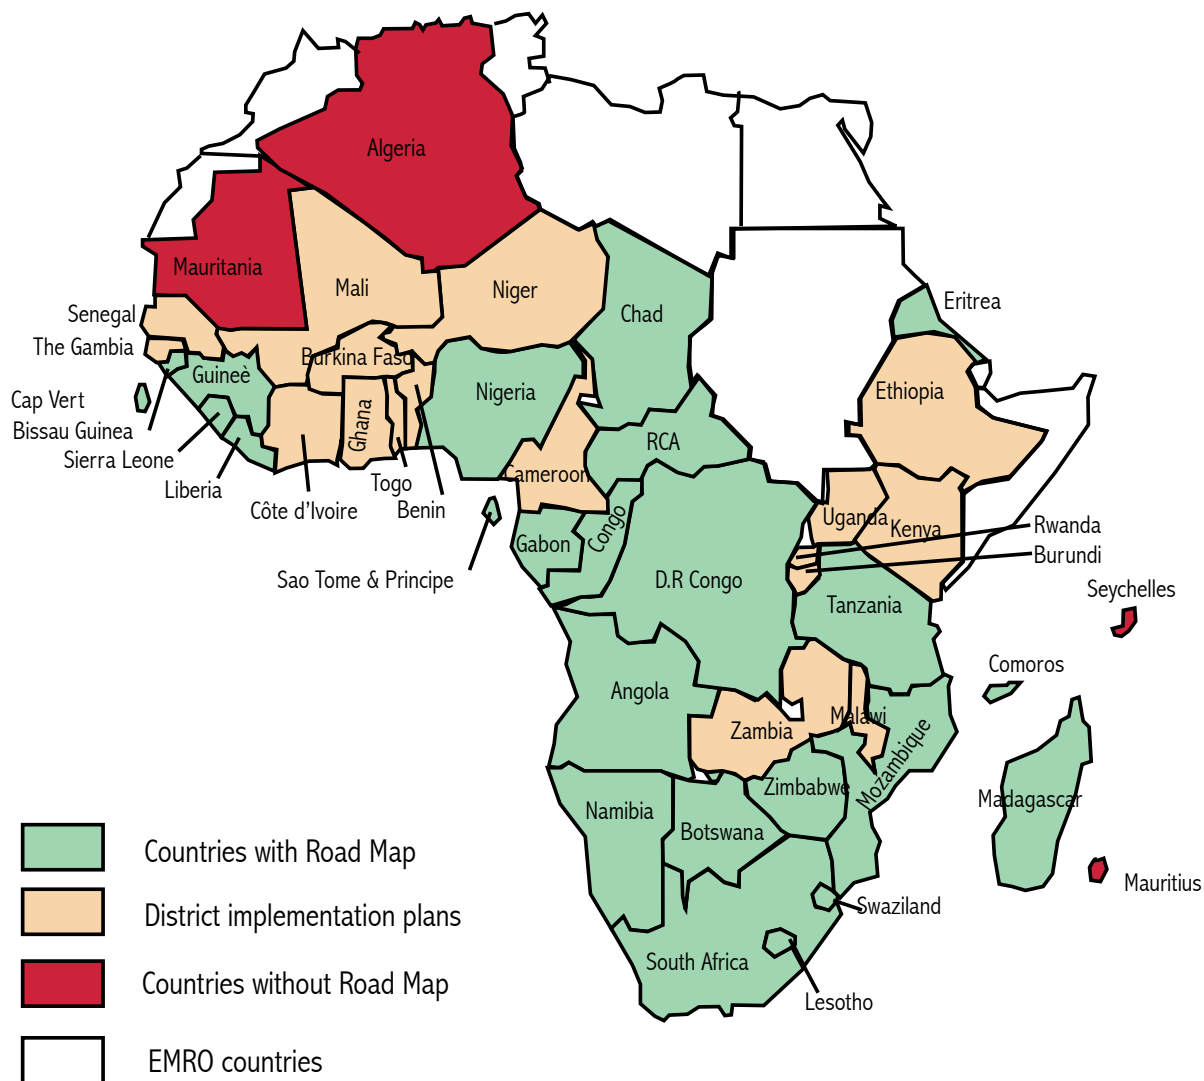 Algeria
Mauritania
Mali
Niger
Chad
Eritrea
Senegal
The Gambia
Burkina Faso
Guineè
Nigeria
Ethiopia
Cap Vert
Bissau Guinea
Ghana
RCA
Sierra Leone
Liberia
Togo
Cameroon
Côte d'Ivoire
Benin
Uganda
Kenya
Rwanda
Congo
Gabon
Burundi
Sao Tome & Principe
D.R Congo
Seychelles
Tanzania
Comoros
Angola
Malawi
Zambia
Mozambique
Zimbabwe
Madagascar
Namibia
Botswana
Countries with Road Map
Mauritius
Swaziland
District implementation plans
South Africa
Countries without Road Map
Lesotho
EMRO countries